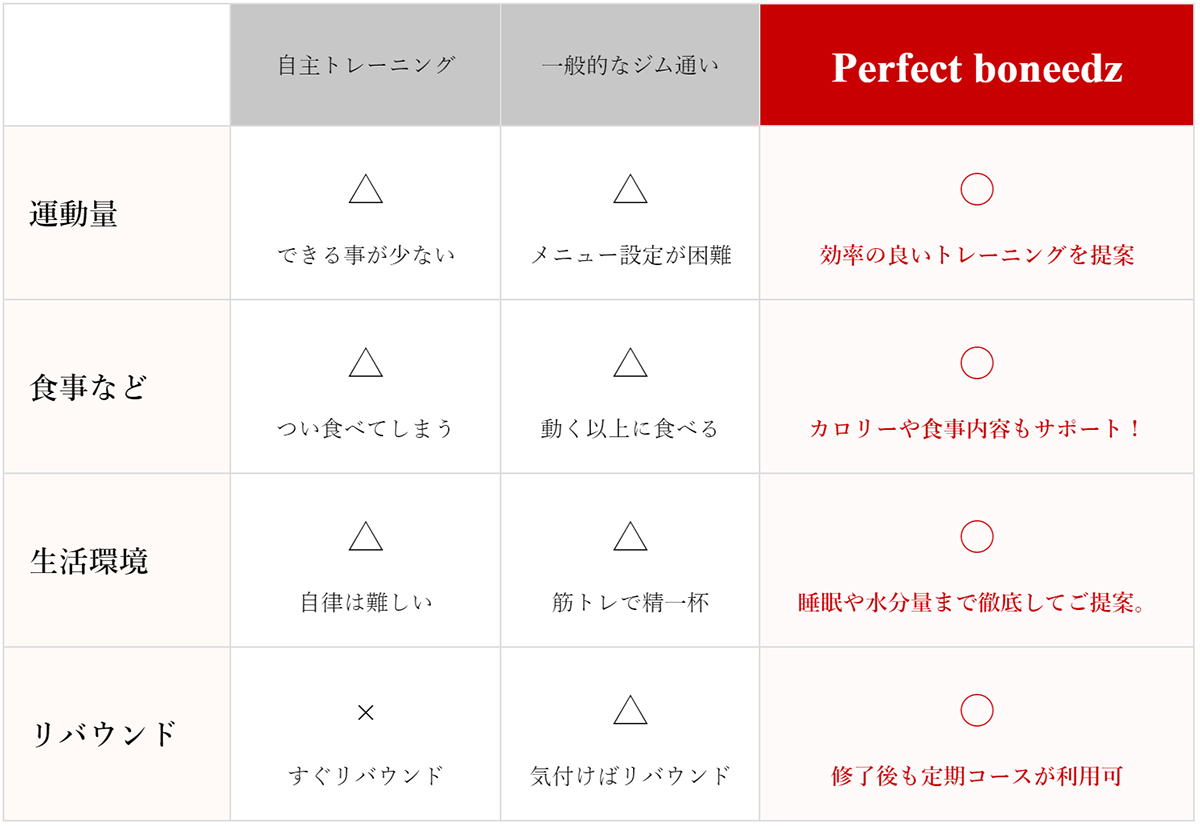 自主トレーニング
一般的なジム通い
Perfect boneedz
運動量
△
できる事が少ない
△
メニュー設定が困難
○
効率の良いトレーニングを提案
食事など
△
つい食べてしまう
△
動く以上に食べる
○
カロリーや食事内容もサポート！
生活環境
△
自律は難しい
△
筋トレで精一杯
○
睡眠や水分量まで徹底してご提案。
リバウンド
×
すぐリバウンド
△
気付けばリバウンド
○
修了後も定期コースが利用可